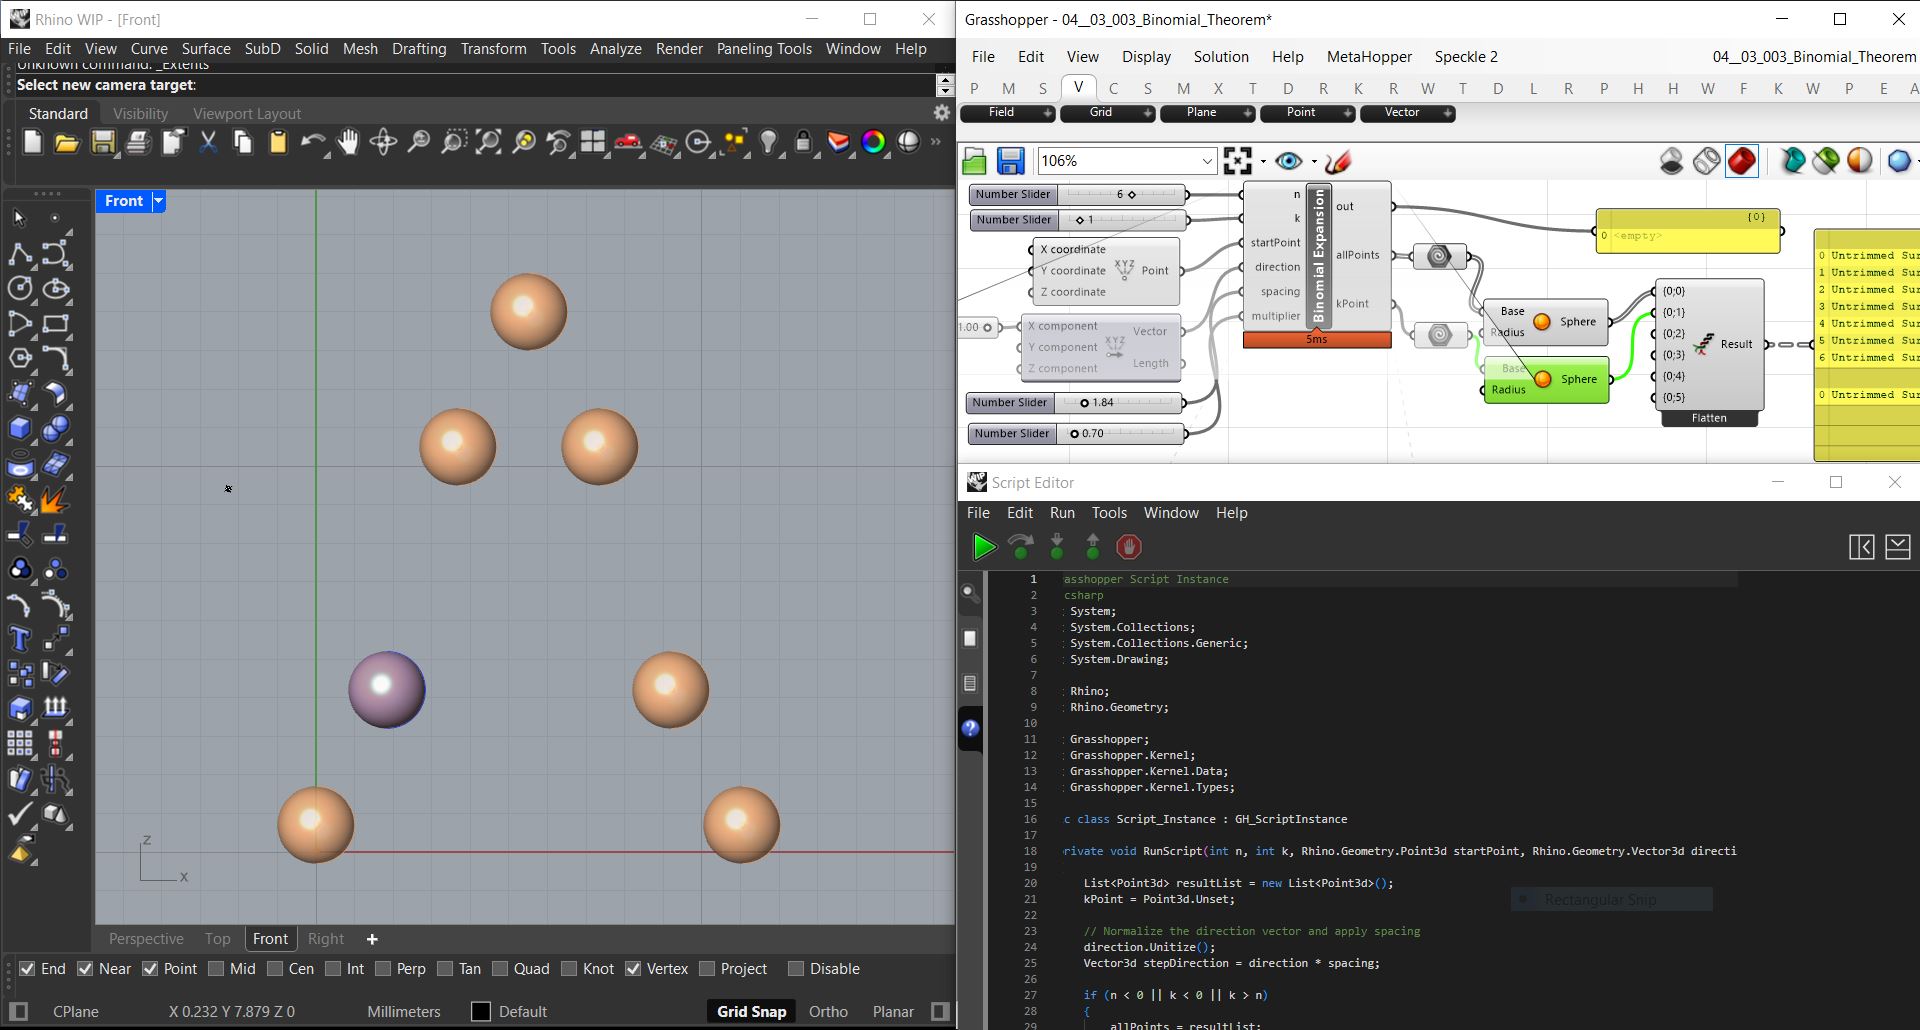 Rhino WIP - [Front]
File Edit View Curve Surface SubD Solid Mesh Drafting Transform Tools Analyze Render Paneling Tools Window Help
Unknown command: _Extents
Select new camera target:
Standard Visibility Viewport Layout
Front
z
x
Perspective Top Front Right +
End Near Point Mid Cen Int Perp Tan Quad Knot Vertex Project Disable
CPlane X 0.232 Y 7.879 Z 0 Millimeters Default Grid Snap Ortho Planar
Grasshopper - 04__03_003_Binomial_Theorem*
File Edit View Display Solution Help MetaHopper Speckle 2 04__03_003_Binomial_Theorem
P M S V C S M X T D R K R T D L R P H H W F K W P E A
Field Grid Plane Point Vector
106%
Number Slider 6
Number Slider 1
X coordinate
Y coordinate
Z coordinate
XYZ
Point
1.00
X component
Y component
Z component
XYZ
Vector
Length
Number Slider 1.84
Number Slider 0.70
n
k
startPoint
direction
spacing
multiplier
Binomial Expansion
out
allPoints
kPoint
5ms
{0}
0 <empty>
Base
Radius
Sphere
Base
Radius
Sphere
{0;0}
{0;1}
{0;2}
{0;3}
{0;4}
{0;5}
Result
Flatten
0 Untrimmed Sur
1 Untrimmed Sur
2 Untrimmed Sur
3 Untrimmed Sur
4 Untrimmed Sur
5 Untrimmed Sur
6 Untrimmed Sur
0 Untrimmed Sur
Script Editor
File Edit Run Tools Window Help
1 asshopper Script Instance
2 csharp
3 System;
4 System.Collections;
5 System.Collections.Generic;
6 System.Drawing;
7
8 Rhino;
9 Rhino.Geometry;
10
11 Grasshopper;
12 Grasshopper.Kernel;
13 Grasshopper.Kernel.Data;
14 Grasshopper.Kernel.Types;
15
16 c class Script_Instance : GH_ScriptInstance
17
18 rivate void RunScript(int n, int k, Rhino.Geometry.Point3d startPoint, Rhino.Geometry.Vector3d directi
19
20 List<Point3d> resultList = new List<Point3d>();
21 kPoint = Point3d.Unset;
22
23 // Normalize the direction vector and apply spacing
24 direction.Unitize();
25 Vector3d stepDirection = direction * spacing;
26
27 if (n < 0 || k < 0 || k > n)
28 {
29 allPoints = resultList;
Rectangular Snip